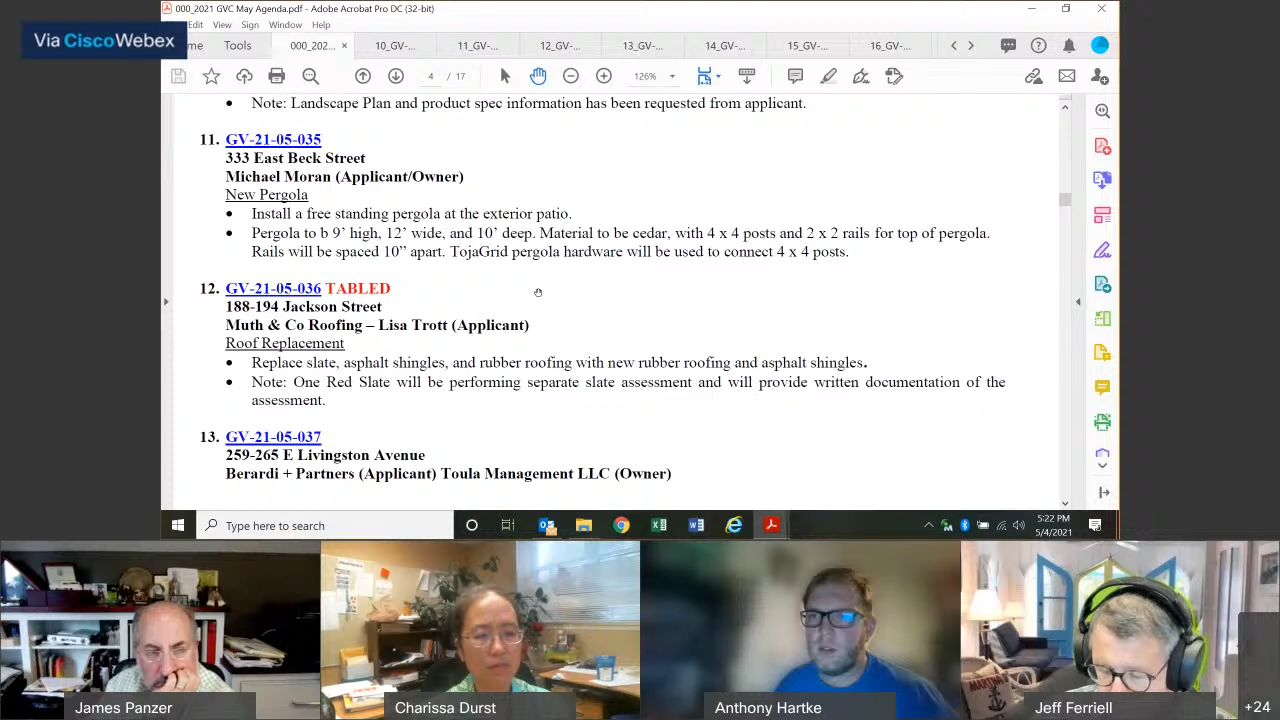 000_2021 GVC May Agenda.pdf - Adobe Acrobat Pro DC (32-bit)
Via Cisco Webex
Edit View Sign Window Help
me Tools 000_202... × 10_GV-... 11_GV-... 12_GV-... 13_GV-... 14_GV-... 15_GV-... 16_GV-...
4 / 17 126%
• Note: Landscape Plan and product spec information has been requested from applicant.
11. GV-21-05-035
333 East Beck Street
Michael Moran (Applicant/Owner)
New Pergola
• Install a free standing pergola at the exterior patio.
• Pergola to b 9’ high, 12’ wide, and 10’ deep. Material to be cedar, with 4 x 4 posts and 2 x 2 rails for top of pergola.
Rails will be spaced 10” apart. TojaGrid pergola hardware will be used to connect 4 x 4 posts.
12. GV-21-05-036 TABLED
188-194 Jackson Street
Muth & Co Roofing – Lisa Trott (Applicant)
Roof Replacement
• Replace slate, asphalt shingles, and rubber roofing with new rubber roofing and asphalt shingles.
• Note: One Red Slate will be performing separate slate assessment and will provide written documentation of the
assessment.
13. GV-21-05-037
259-265 E Livingston Avenue
Berardi + Partners (Applicant) Toula Management LLC (Owner)
Type here to search
5:22 PM
5/4/2021
James Panzer Charissa Durst Anthony Hartke Jeff Ferriell +24